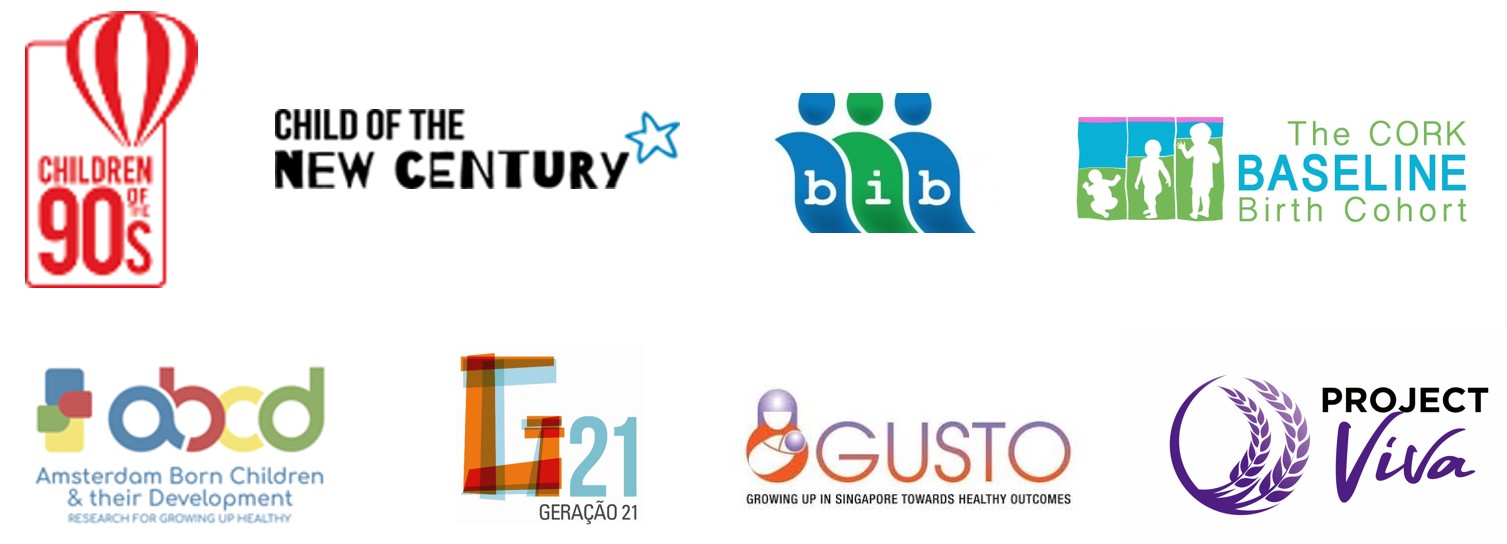 CHILDREN
OF
THE
90s
CHILD OF THE
NEW CENTURY
bib
The CORK
BASELINE
Birth Cohort
abcd
Amsterdam Born Children
& their Development
RESEARCH FOR GROWING UP HEALTHY
G21
GERAÇÃO 21
GUSTO
GROWING UP IN SINGAPORE TOWARDS HEALTHY OUTCOMES
PROJECT
Viva